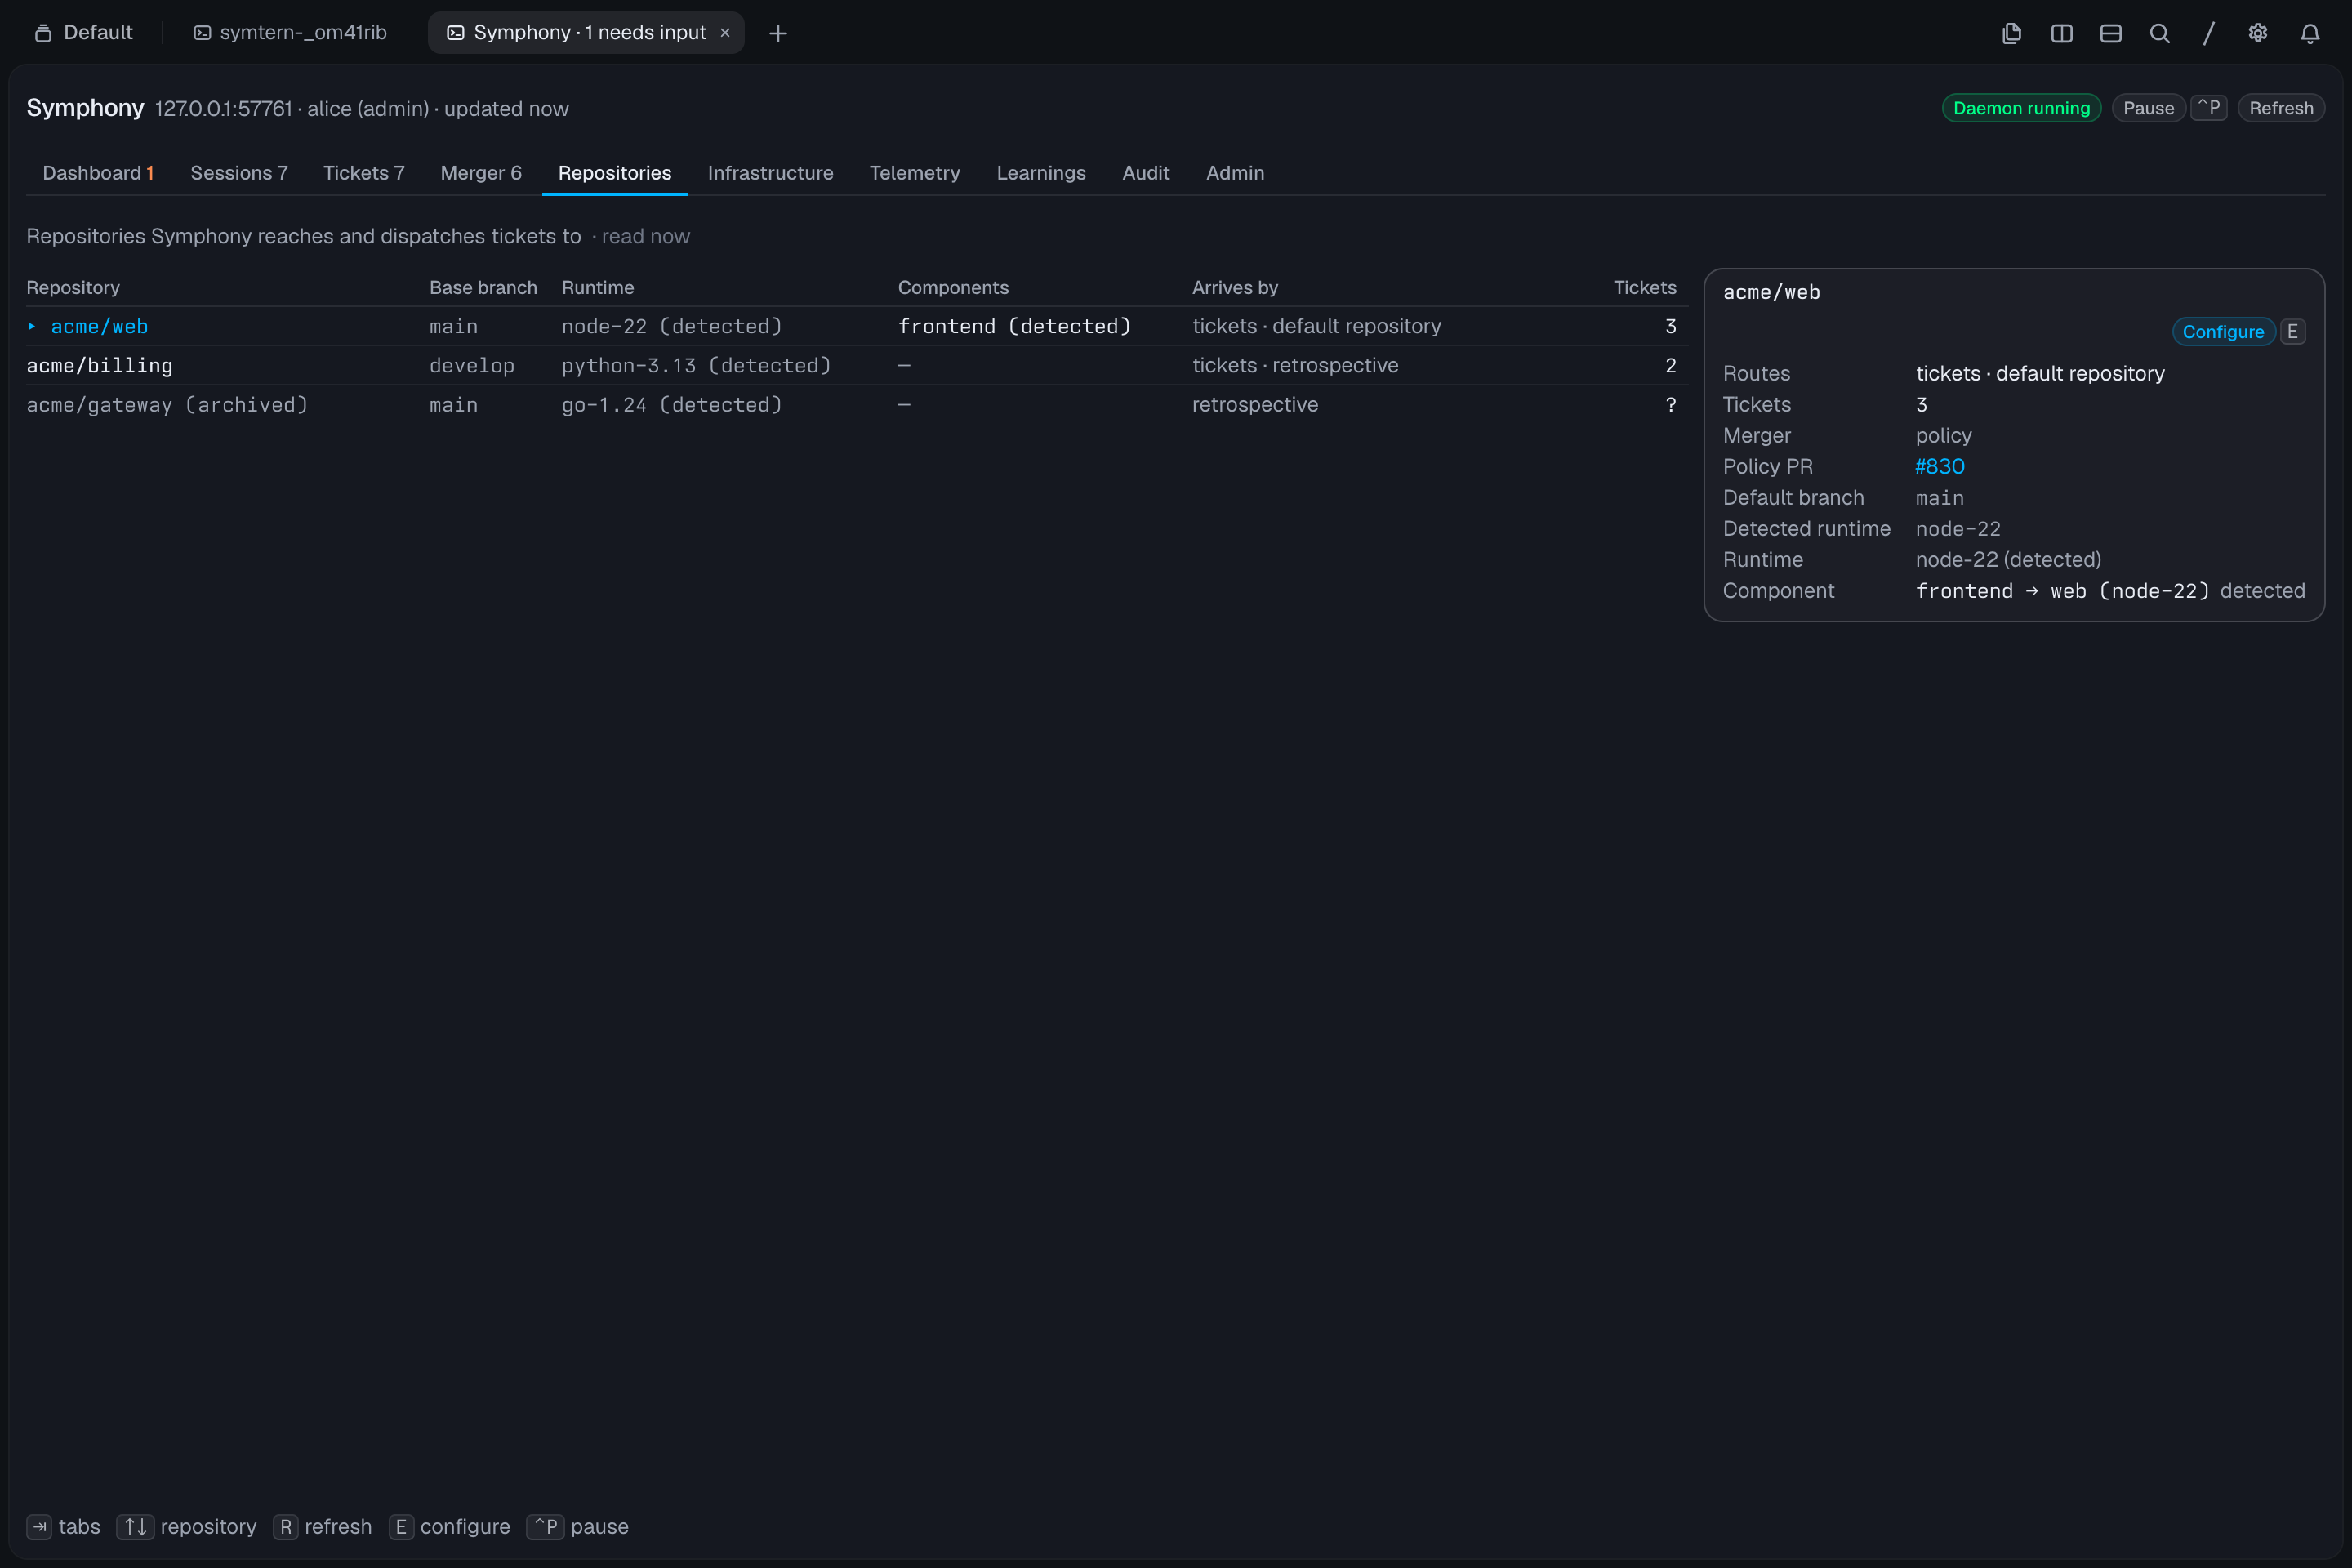 Default
symtern-_om41rib
Symphony · 1 needs input ×
Symphony 127.0.0.1:57761 · alice (admin) · updated now
Daemon running
Pause ^P
Refresh
Dashboard 1
Sessions 7
Tickets 7
Merger 6
Repositories
Infrastructure
Telemetry
Learnings
Audit
Admin
Repositories Symphony reaches and dispatches tickets to · read now
Repository Base branch Runtime Components Arrives by Tickets
acme/web main node-22 (detected) frontend (detected) tickets · default repository 3
acme/billing develop python-3.13 (detected) — tickets · retrospective 2
acme/gateway (archived) main go-1.24 (detected) — retrospective ?
acme/web
Configure E
Routes tickets · default repository
Tickets 3
Merger policy
Policy PR #830
Default branch main
Detected runtime node-22
Runtime node-22 (detected)
Component frontend → web (node-22) detected
⇥ tabs ↑↓ repository R refresh E configure ^P pause